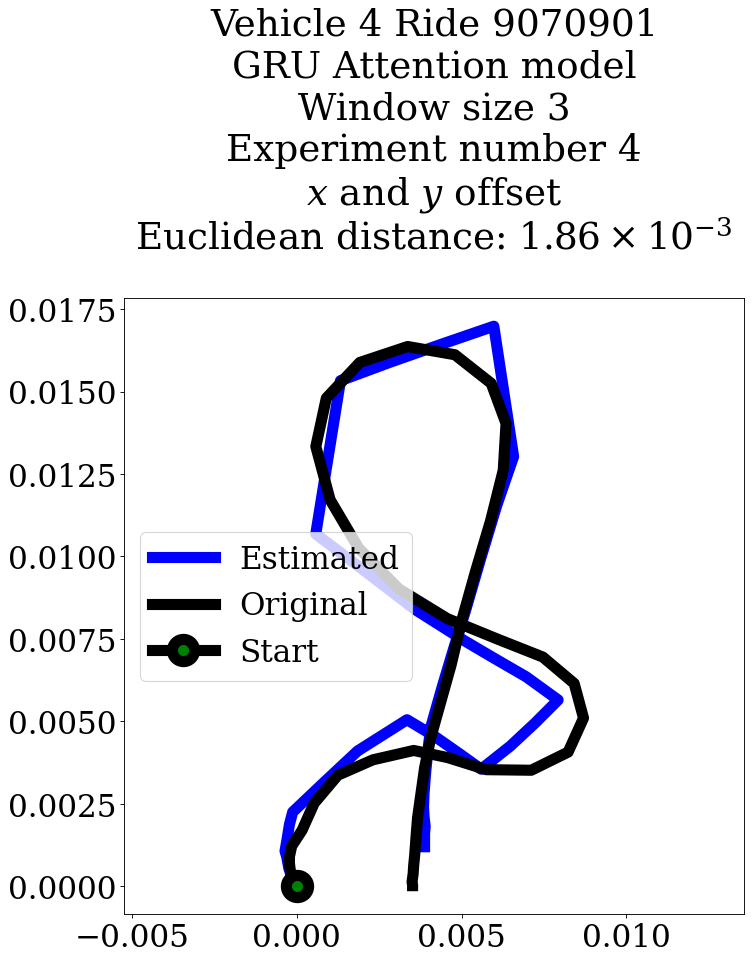 Vehicle 4 Ride 9070901
GRU Attention model
Window size 3
Experiment number 4
x and y offset
Euclidean distance: 1.86 × 10⁻³
0.0175
0.0150
0.0125
0.0100
0.0075
0.0050
0.0025
0.0000
Estimated
Original
Start
−0.005 0.000 0.005 0.010